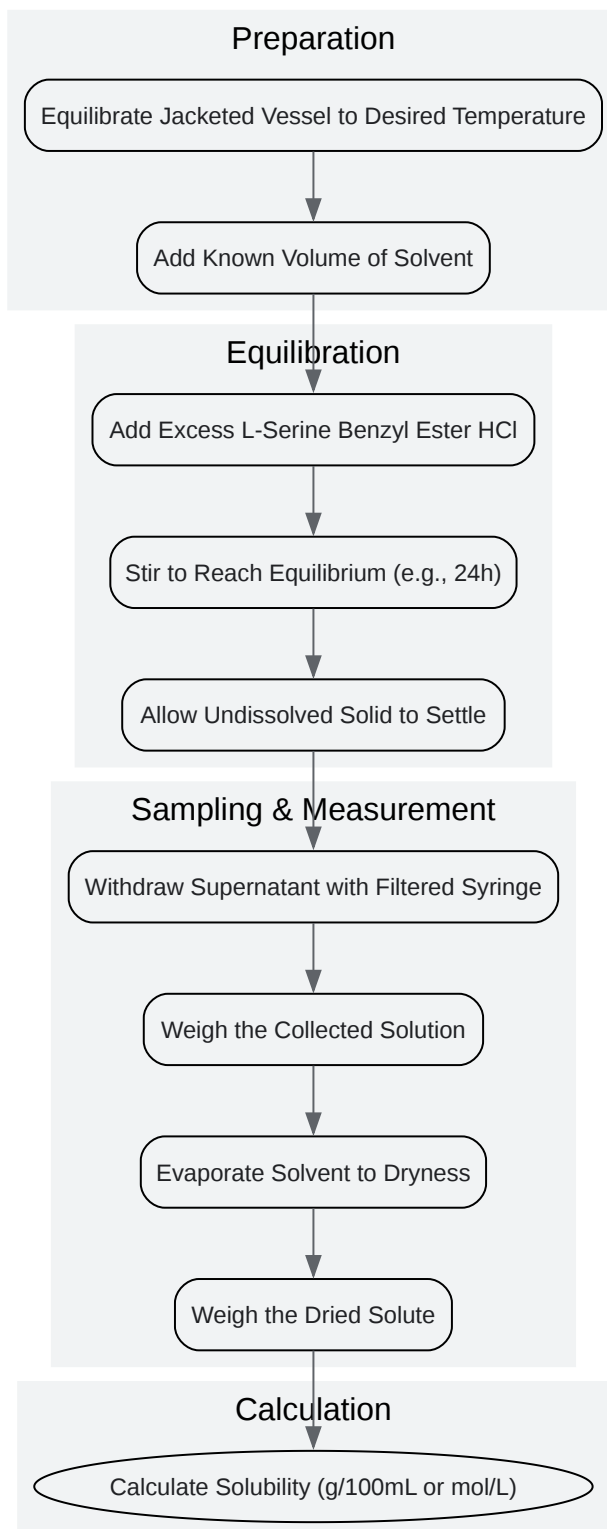 Preparation
Equilibrate Jacketed Vessel to Desired Temperature
Add Known Volume of Solvent
Equilibration
Add Excess L-Serine Benzyl Ester HCl
Stir to Reach Equilibrium (e.g., 24h)
Allow Undissolved Solid to Settle
Sampling & Measurement
Withdraw Supernatant with Filtered Syringe
Weigh the Collected Solution
Evaporate Solvent to Dryness
Weigh the Dried Solute
Calculation
Calculate Solubility (g/100mL or mol/L)